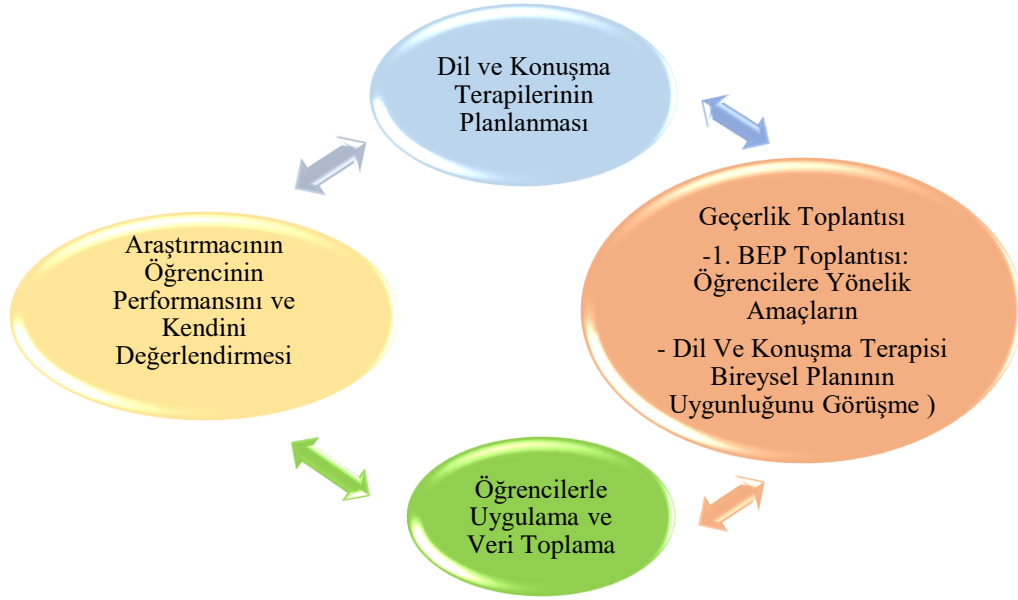 Dil ve Konuşma
Terapilerinin
Planlanması
Geçerlik Toplantısı
-1. BEP Toplantısı:
Öğrencilere Yönelik
Amaçların
- Dil Ve Konuşma Terapisi
Bireysel Planının
Uygunluğunu Görüşme )
Öğrencilerle
Uygulama ve
Veri Toplama
Araştırmacının
Öğrencinin
Performansını ve
Kendini
Değerlendirmesi